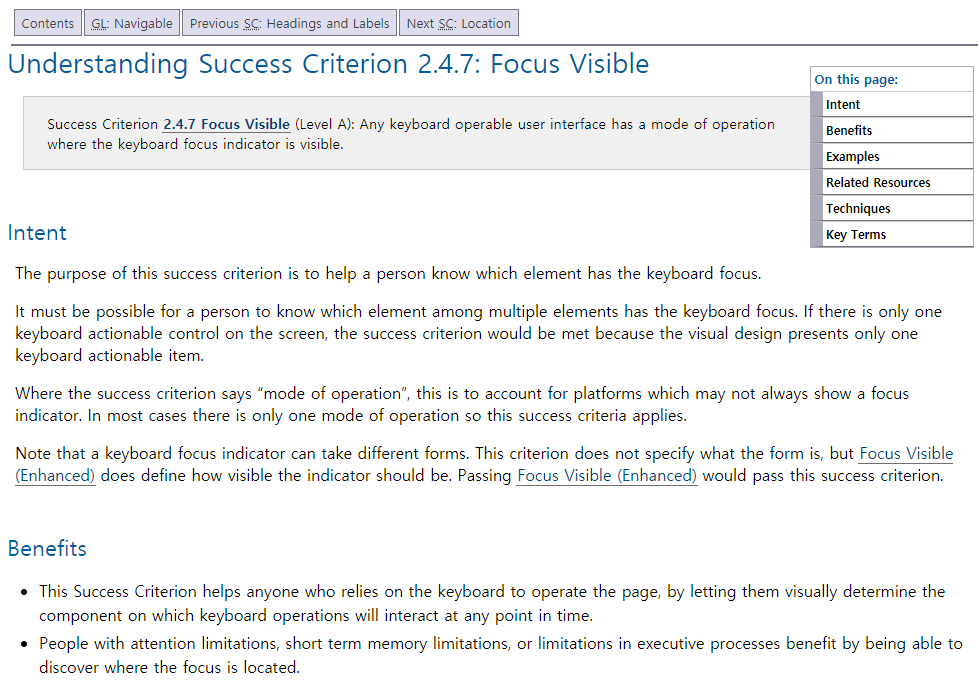 Contents
GL: Navigable
Previous SC: Headings and Labels
Next SC: Location
Understanding Success Criterion 2.4.7: Focus Visible
On this page:
Intent
Benefits
Examples
Related Resources
Techniques
Key Terms
Success Criterion 2.4.7 Focus Visible (Level A): Any keyboard operable user interface has a mode of operation
where the keyboard focus indicator is visible.
Intent
The purpose of this success criterion is to help a person know which element has the keyboard focus.
It must be possible for a person to know which element among multiple elements has the keyboard focus. If there is only one
keyboard actionable control on the screen, the success criterion would be met because the visual design presents only one
keyboard actionable item.
Where the success criterion says “mode of operation”, this is to account for platforms which may not always show a focus
indicator. In most cases there is only one mode of operation so this success criteria applies.
Note that a keyboard focus indicator can take different forms. This criterion does not specify what the form is, but Focus Visible
(Enhanced) does define how visible the indicator should be. Passing Focus Visible (Enhanced) would pass this success criterion.
Benefits
• This Success Criterion helps anyone who relies on the keyboard to operate the page, by letting them visually determine the
component on which keyboard operations will interact at any point in time.
• People with attention limitations, short term memory limitations, or limitations in executive processes benefit by being able to
discover where the focus is located.